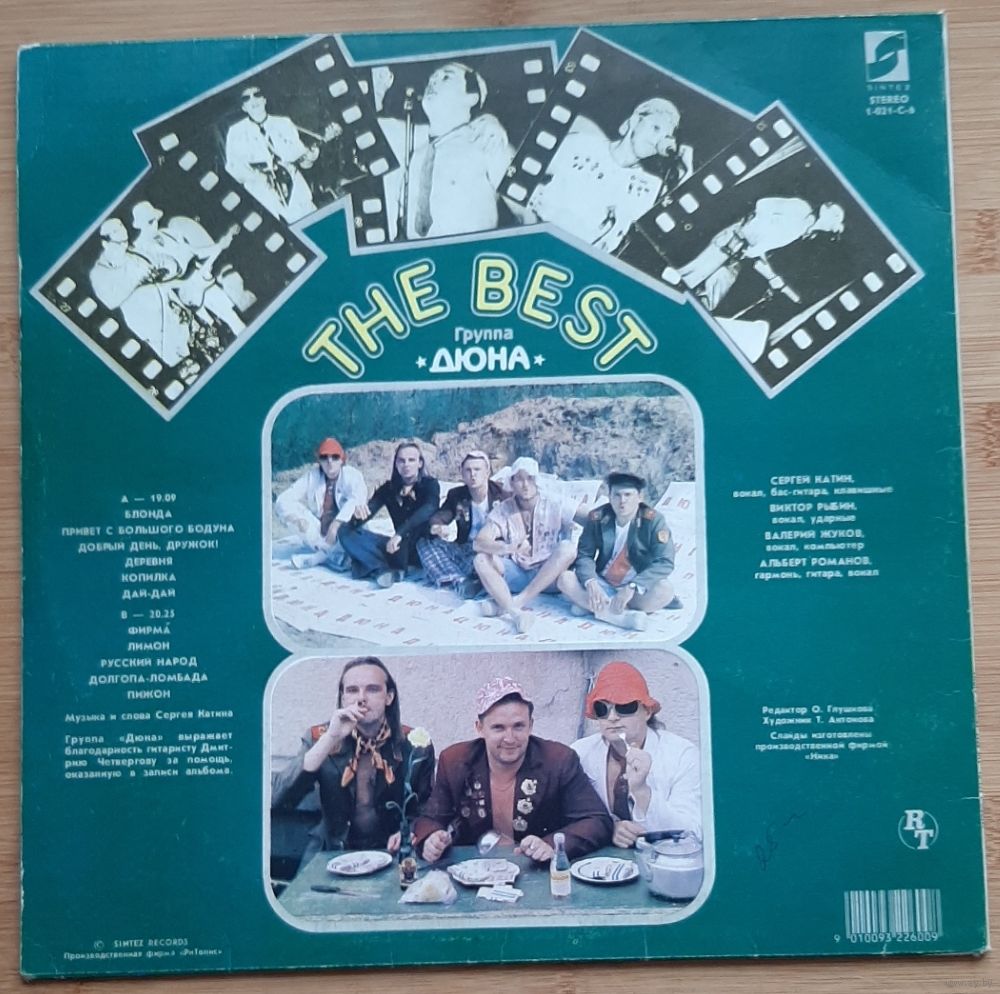 SINTEZ
STEREO
1-021-С-6
THE BEST
Группа
ДЮНА
А — 19.09
БЛОНДА
ПРИВЕТ С БОЛЬШОГО БОДУНА
ДОБРЫЙ ДЕНЬ, ДРУЖОК!
ДЕРЕВНЯ
КОПИЛКА
ДАЙ-ДАЙ
В — 20.25
ФИРМА́
ЛИМОН
РУССКИЙ НАРОД
ДОЛГОПА-ЛОМБАДА
ПИЖОН
Музыка и слова Сергея Катина
Группа «Дюна» выражает
благодарность гитаристу Дмит-
рию Четвергову за помощь,
оказанную в записи альбома.
СЕРГЕЙ КАТИН,
вокал, бас-гитара, клавишные
ВИКТОР РЫБИН,
вокал, ударные
ВАЛЕРИЙ ЖУКОВ,
вокал, компьютер
АЛЬБЕРТ РОМАНОВ,
гармонь, гитара, вокал
Редактор О. Глушкова
Художник Т. Антонова
Слайды изготовлены
производственной фирмой
«Ника»
RT
© SINTEZ RECORDS
Производственная фирма «РиТонис»
9 010093 226009